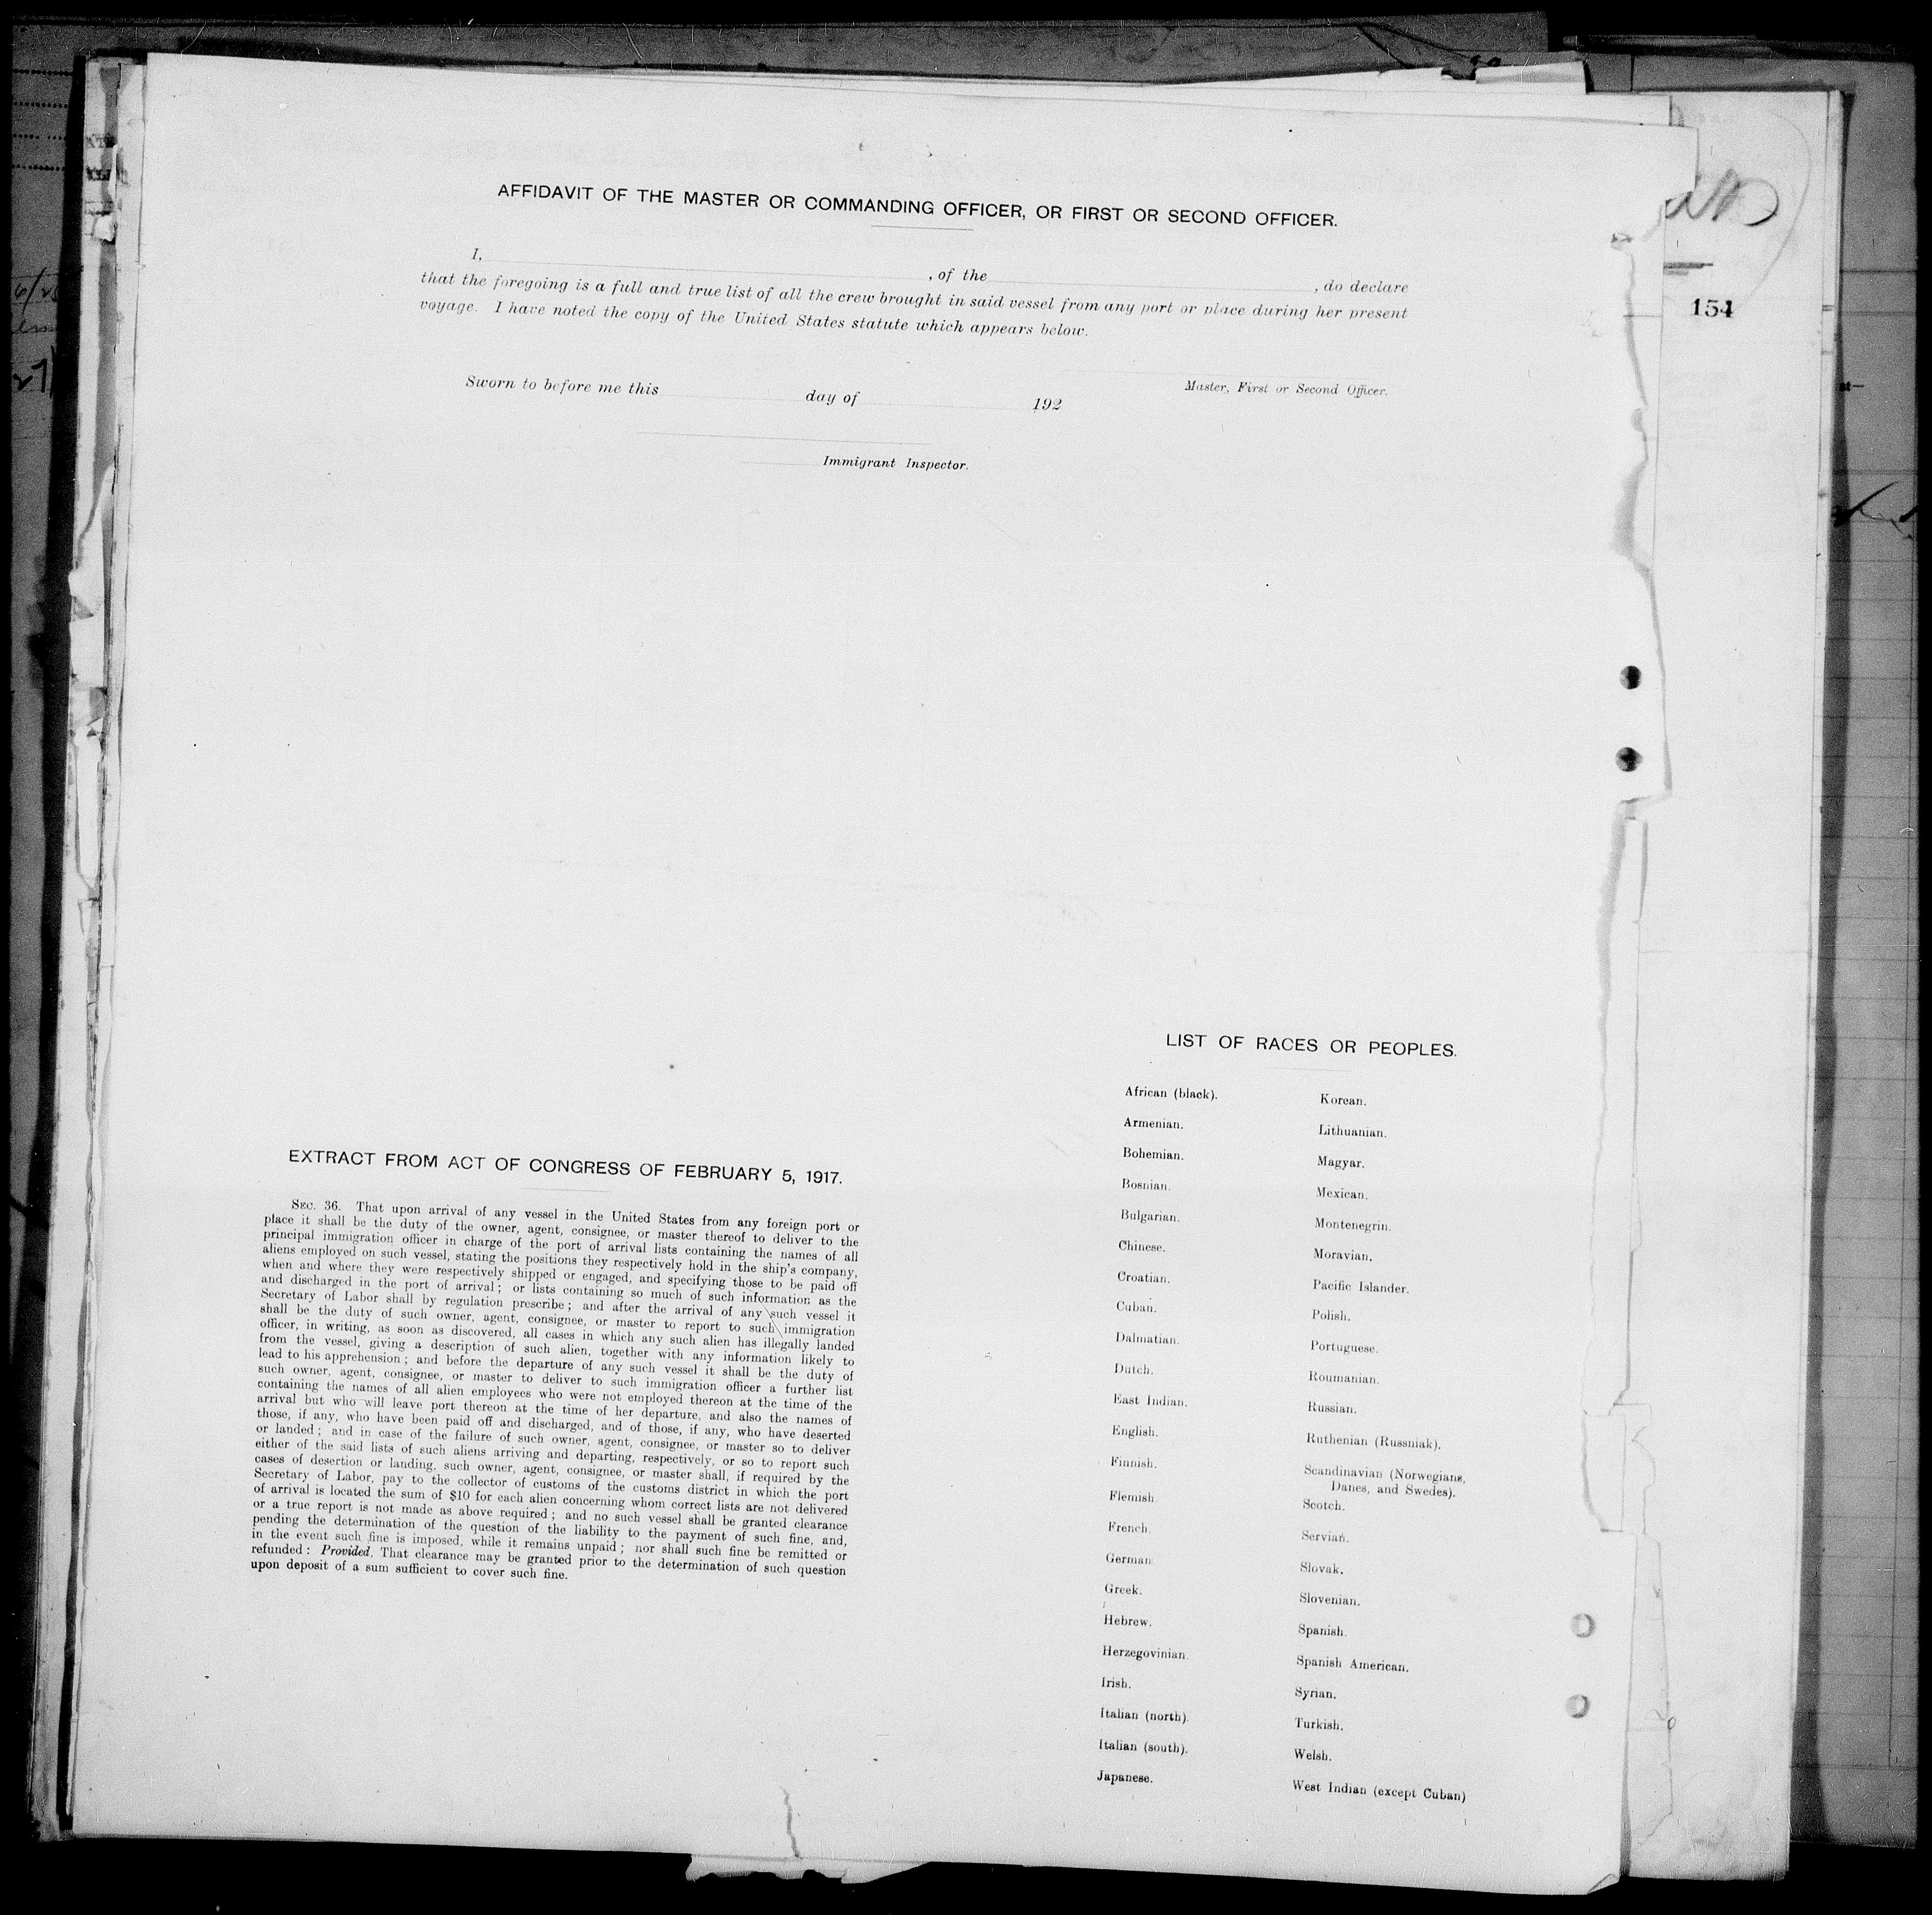 AFFIDAVIT OF THE MASTER OR COMMANDING OFFICER, OR FIRST OR SECOND OFFICER.
I, , of the , do declare
that the foregoing is a full and true list of all the crew brought in said vessel from any port or place during her present
voyage. I have noted the copy of the United States statute which appears below.
Master, First or Second Officer.
Sworn to before me this day of 192
Immigrant Inspector.
154
EXTRACT FROM ACT OF CONGRESS OF FEBRUARY 5, 1917.
SEC. 36. That upon arrival of any vessel in the United States from any foreign port or
place it shall be the duty of the owner, agent, consignee, or master thereof to deliver to the
principal immigration officer in charge of the port of arrival lists containing the names of all
aliens employed on such vessel, stating the positions they respectively hold in the ship's company,
when and where they were respectively shipped or engaged, and specifying those to be paid off
and discharged in the port of arrival; or lists containing so much of such information as the
Secretary of Labor shall by regulation prescribe; and after the arrival of any such vessel it
shall be the duty of such owner, agent, consignee, or master to report to such immigration
officer, in writing, as soon as discovered, all cases in which any such alien has illegally landed
from the vessel, giving a description of such alien, together with any information likely to
lead to his apprehension; and before the departure of any such vessel it shall be the duty of
such owner, agent, consignee, or master to deliver to such immigration officer a further list
containing the names of all alien employees who were not employed thereon at the time of the
arrival but who will leave port thereon at the time of her departure, and also the names of
those, if any, who have been paid off and discharged, and of those, if any, who have deserted
or landed; and in case of the failure of such owner, agent, consignee, or master so to deliver
either of the said lists of such aliens arriving and departing, respectively, or so to report such
cases of desertion or landing, such owner, agent, consignee, or master shall, if required by the
Secretary of Labor, pay to the collector of customs of the customs district in which the port
of arrival is located the sum of $10 for each alien concerning whom correct lists are not delivered
or a true report is not made as above required; and no such vessel shall be granted clearance
pending the determination of the question of the liability to the payment of such fine, and,
in the event such fine is imposed, while it remains unpaid; nor shall such fine be remitted or
refunded: Provided, That clearance may be granted prior to the determination of such question
upon deposit of a sum sufficient to cover such fine.
LIST OF RACES OR PEOPLES.
African (black).
Armenian.
Bohemian.
Bosnian.
Bulgarian.
Chinese.
Croatian.
Cuban.
Dalmatian.
Dutch.
East Indian.
English.
Finnish.
Flemish.
French.
German.
Greek.
Hebrew.
Herzegovinian.
Irish.
Italian (north).
Italian (south).
Japanese.
Korean.
Lithuanian.
Magyar.
Mexican.
Montenegrin.
Moravian.
Pacific Islander.
Polish.
Portuguese.
Roumanian.
Russian.
Ruthenian (Russniak).
Scandinavian (Norwegians,
Danes, and Swedes).
Scotch.
Servian.
Slovak.
Slovenian.
Spanish.
Spanish American.
Syrian.
Turkish.
Welsh.
West Indian (except Cuban)